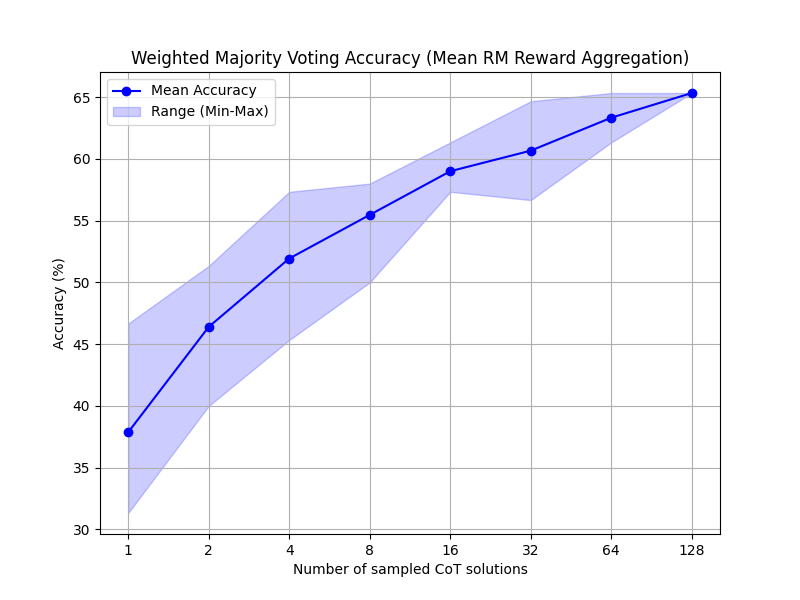 Weighted Majority Voting Accuracy (Mean RM Reward Aggregation)
Mean Accuracy
Range (Min-Max)
Accuracy (%)
65
60
55
50
45
40
35
30
1 2 4 8 16 32 64 128
Number of sampled CoT solutions